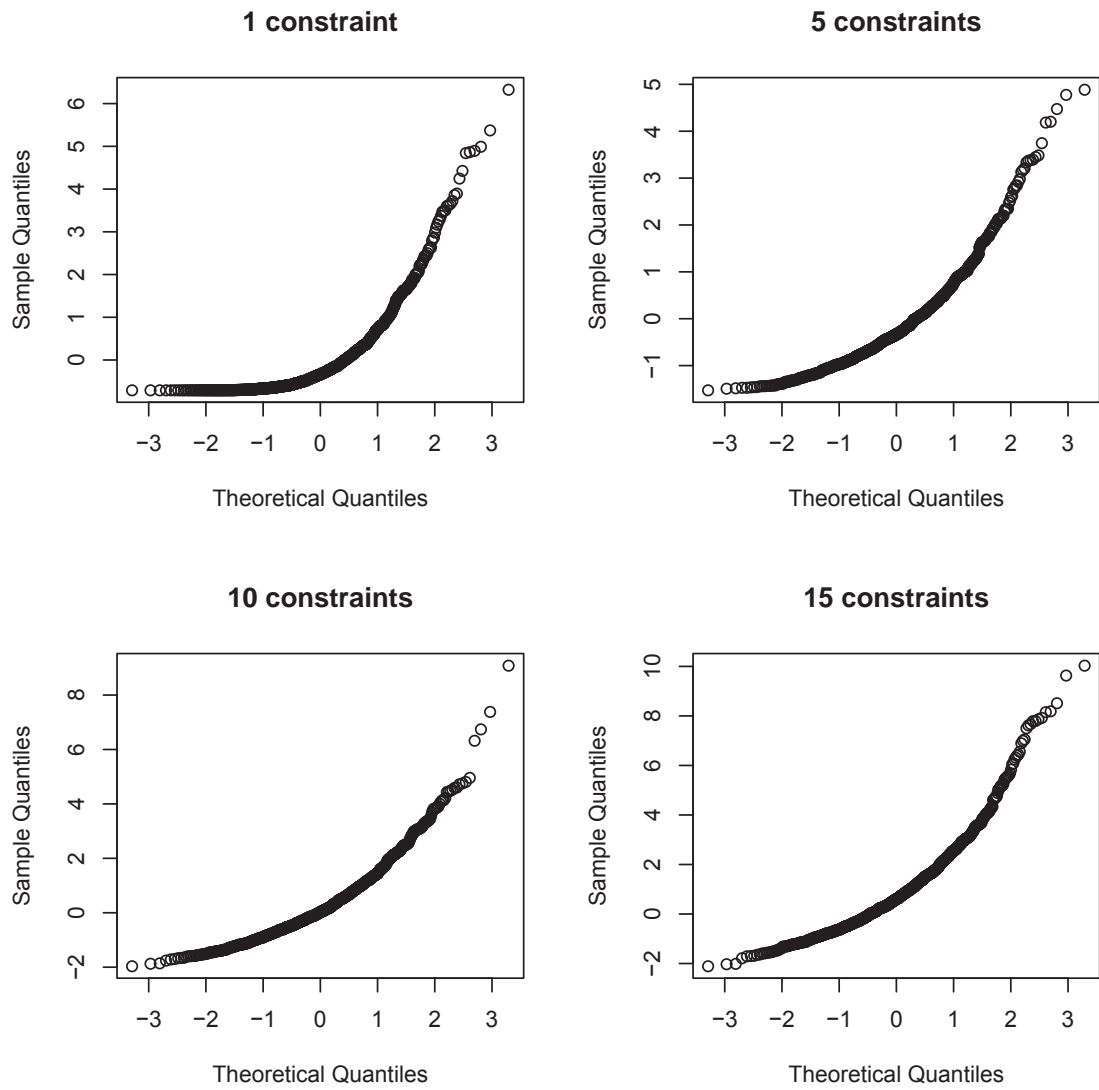 1 constraint
6
5
4
3
2
1
0
Sample Quantiles
−3 −2 −1 0 1 2 3
Theoretical Quantiles
5 constraints
5
4
3
2
1
0
−1
Sample Quantiles
−3 −2 −1 0 1 2 3
Theoretical Quantiles
10 constraints
8
6
4
2
0
−2
Sample Quantiles
−3 −2 −1 0 1 2 3
Theoretical Quantiles
15 constraints
10
8
6
4
2
0
−2
Sample Quantiles
−3 −2 −1 0 1 2 3
Theoretical Quantiles